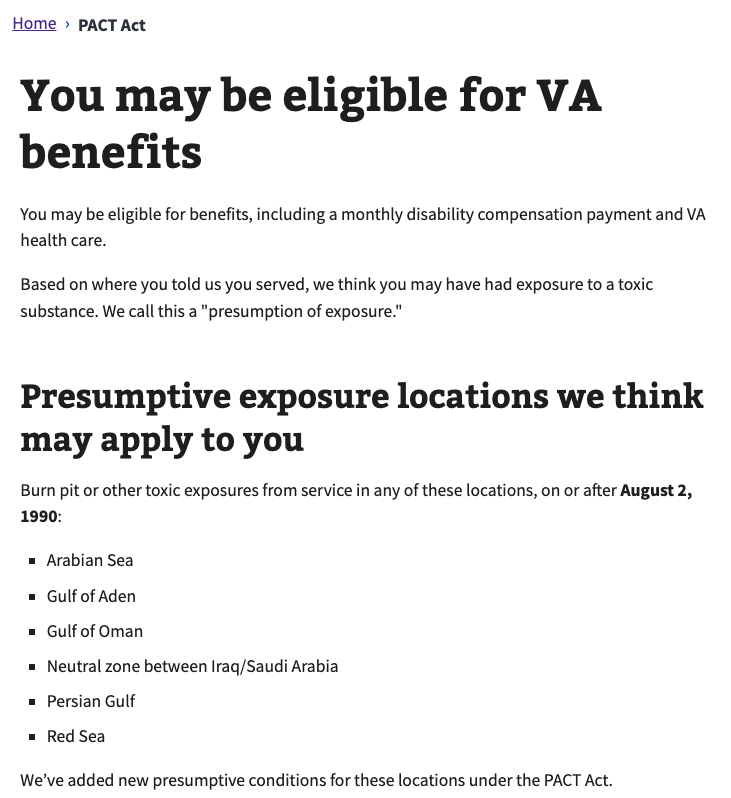 Home › PACT Act
You may be eligible for VA
benefits
You may be eligible for benefits, including a monthly disability compensation payment and VA
health care.
Based on where you told us you served, we think you may have had exposure to a toxic
substance. We call this a "presumption of exposure."
Presumptive exposure locations we think
may apply to you
Burn pit or other toxic exposures from service in any of these locations, on or after August 2,
1990:
▪ Arabian Sea
▪ Gulf of Aden
▪ Gulf of Oman
▪ Neutral zone between Iraq/Saudi Arabia
▪ Persian Gulf
▪ Red Sea
We’ve added new presumptive conditions for these locations under the PACT Act.